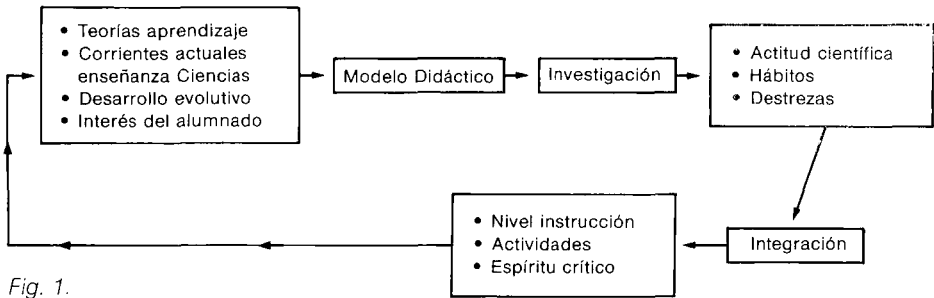 • Teorías aprendizaje
• Corrientes actuales
enseñanza Ciencias
• Desarrollo evolutivo
• Interés del alumnado
Modelo Didáctico
Investigación
• Actitud científica
• Hábitos
• Destrezas
Integración
• Nivel instrucción
• Actividades
• Espíritu crítico
Fig. 1.